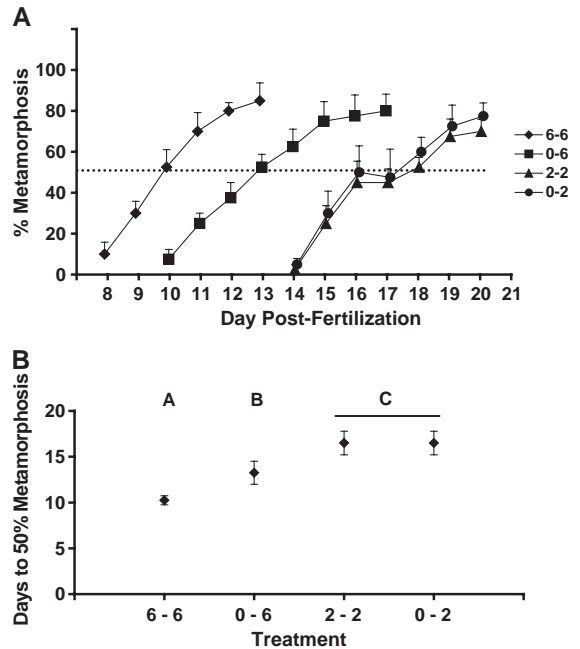 A
% Metamorphosis
100
80
60
40
20
0
8 9 10 11 12 13 14 15 16 17 18 19 20 21
Day Post-Fertilization
6-6
0-6
2-2
0-2
B
Days to 50% Metamorphosis
A B C
20
15
10
5
0
6 - 6 0 - 6 2 - 2 0 - 2
Treatment